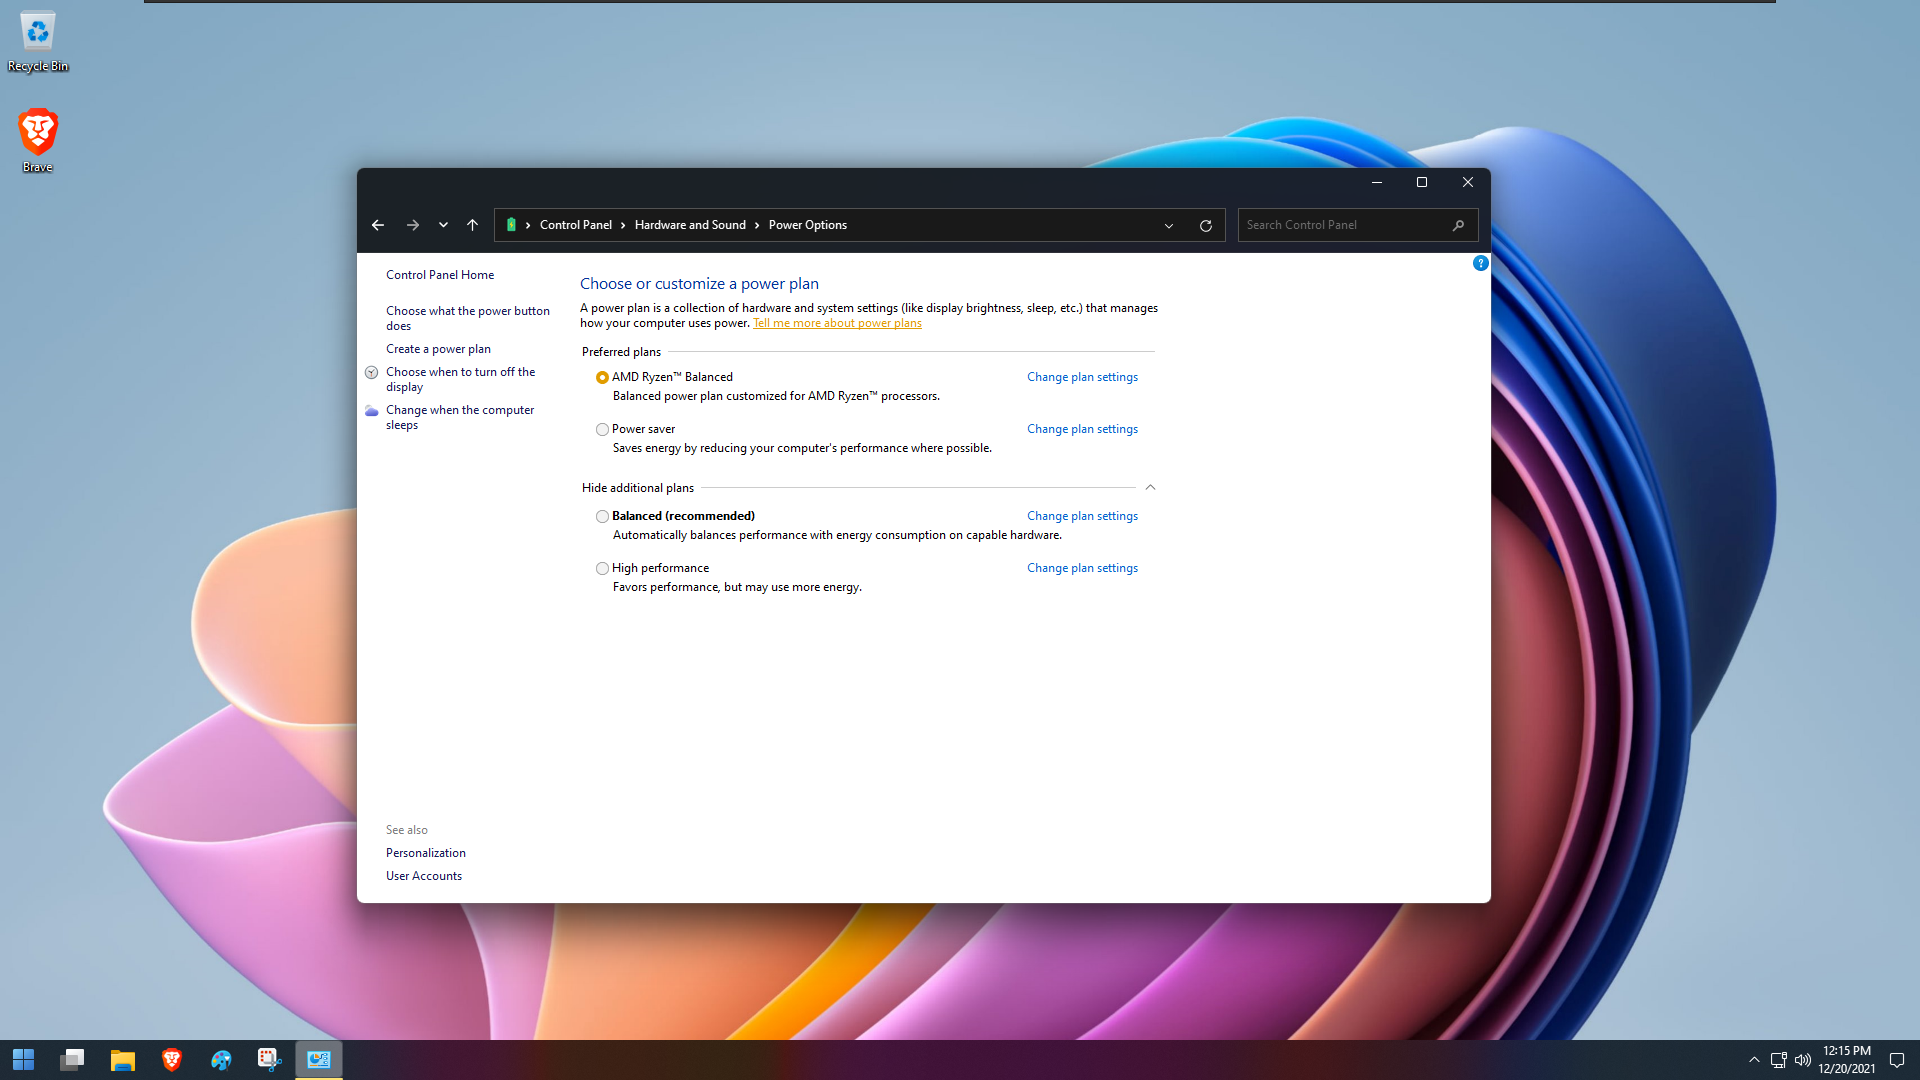 Recycle Bin
Brave
Control Panel
Hardware and Sound
Power Options
Search Control Panel
?
Control Panel Home
Choose what the power button
does
Create a power plan
Choose when to turn off the
display
Change when the computer
sleeps
Choose or customize a power plan
A power plan is a collection of hardware and system settings (like display brightness, sleep, etc.) that manages
how your computer uses power. Tell me more about power plans
Preferred plans
AMD Ryzen™ Balanced Change plan settings
Balanced power plan customized for AMD Ryzen™ processors.
Power saver Change plan settings
Saves energy by reducing your computer's performance where possible.
Hide additional plans
Balanced (recommended) Change plan settings
Automatically balances performance with energy consumption on capable hardware.
High performance Change plan settings
Favors performance, but may use more energy.
See also
Personalization
User Accounts
12:15 PM
12/20/2021